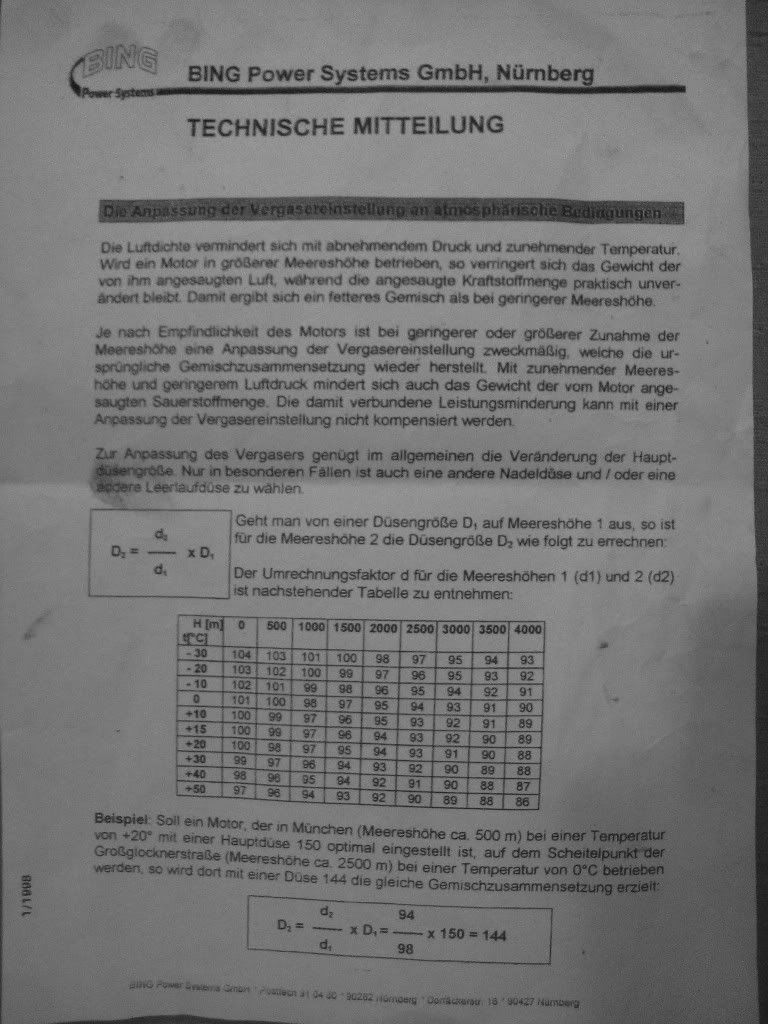 BING
Power Systems
BING Power Systems GmbH, Nürnberg
TECHNISCHE MITTEILUNG
Die Anpassung der Vergasereinstellung an atmosphärische Bedingungen
Die Luftdichte vermindert sich mit abnehmendem Druck und zunehmender Temperatur.
Wird ein Motor in größerer Meereshöhe betrieben, so verringert sich das Gewicht der
von ihm angesaugten Luft, während die angesaugte Kraftstoffmenge praktisch unver-
ändert bleibt. Damit ergibt sich ein fetteres Gemisch als bei geringerer Meereshöhe.
Je nach Empfindlichkeit des Motors ist bei geringerer oder größerer Zunahme der
Meereshöhe eine Anpassung der Vergasereinstellung zweckmäßig, welche die ur-
sprüngliche Gemischzusammensetzung wieder herstellt. Mit zunehmender Meeres-
höhe und geringerem Luftdruck mindert sich auch das Gewicht der vom Motor ange-
saugten Sauerstoffmenge. Die damit verbundene Leistungsminderung kann mit einer
Anpassung der Vergasereinstellung nicht kompensiert werden.
Zur Anpassung des Vergasers genügt im allgemeinen die Veränderung der Haupt-
düsengröße. Nur in besonderen Fällen ist auch eine andere Nadeldüse und / oder eine
andere Leerlaufdüse zu wählen.
Geht man von einer Düsengröße D₁ auf Meereshöhe 1 aus, so ist
für die Meereshöhe 2 die Düsengröße D₂ wie folgt zu errechnen:
d₂
D₂ = —— x D₁
d₁
Der Umrechnungsfaktor d für die Meereshöhen 1 (d1) und 2 (d2)
ist nachstehender Tabelle zu entnehmen:
H [m] 0 500 1000 1500 2000 2500 3000 3500 4000
t[°C]
- 30 104 103 101 100 98 97 95 94 93
- 20 103 102 100 99 97 96 95 93 92
- 10 102 101 99 98 96 95 94 92 91
0 101 100 98 97 95 94 93 91 90
+10 100 99 97 96 95 93 92 91 89
+15 100 99 97 96 94 93 92 90 89
+20 100 98 97 95 94 93 91 90 88
+30 99 97 96 94 93 92 90 89 88
+40 98 96 95 94 92 91 90 88 87
+50 97 96 94 93 92 90 89 88 86
Beispiel: Soll ein Motor, der in München (Meereshöhe ca. 500 m) bei einer Temperatur
von +20° mit einer Hauptdüse 150 optimal eingestellt ist, auf dem Scheitelpunkt der
Großglocknerstraße (Meereshöhe ca. 2500 m) bei einer Temperatur von 0°C betrieben
werden, so wird dort mit einer Düse 144 die gleiche Gemischzusammensetzung erzielt:
d₂ 94
D₂ = —— x D₁ = —— x 150 = 144
d₁ 98
1/1998
BING Power Systems GmbH * Postfach 91 04 30 * 90262 Nürnberg * Dorfäckerstr. 16 * 90427 Nürnberg